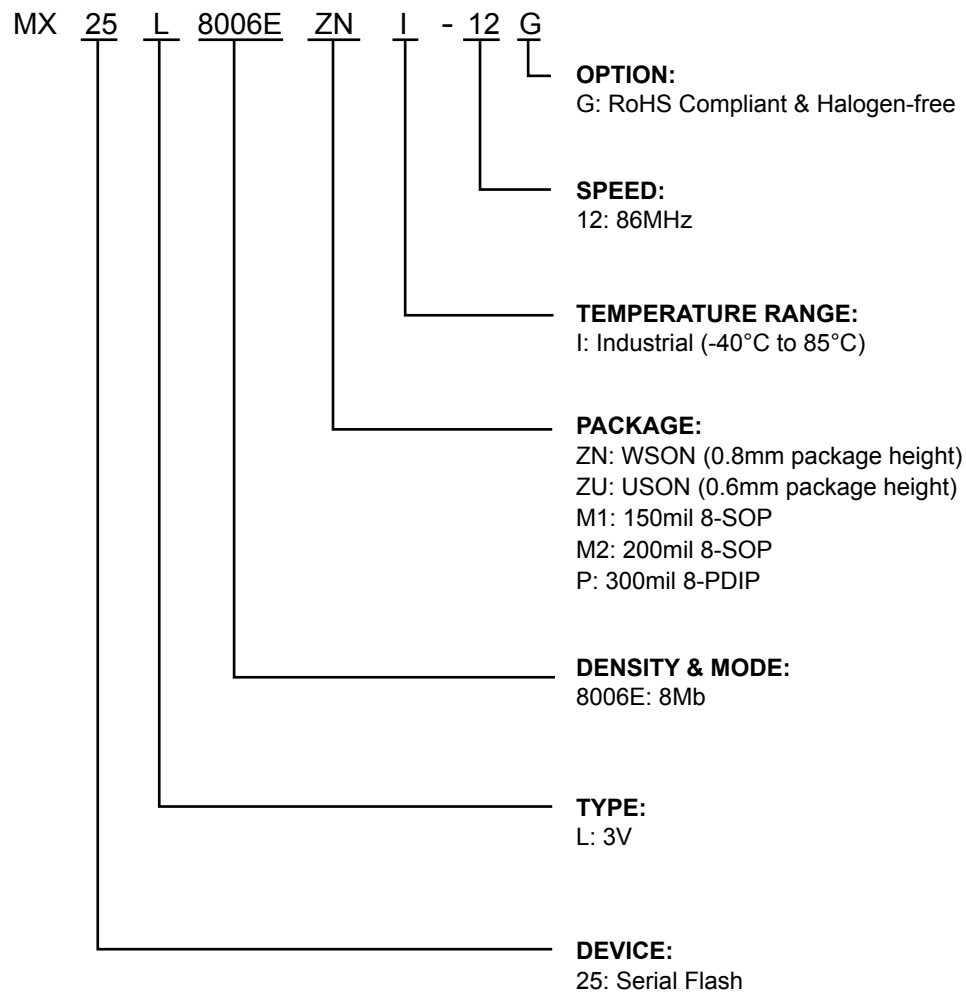 MX 25 L 8006E ZN I - 12 G
OPTION:
G: RoHS Compliant & Halogen-free
SPEED:
12: 86MHz
TEMPERATURE RANGE:
I: Industrial (-40°C to 85°C)
PACKAGE:
ZN: WSON (0.8mm package height)
ZU: USON (0.6mm package height)
M1: 150mil 8-SOP
M2: 200mil 8-SOP
P: 300mil 8-PDIP
DENSITY & MODE:
8006E: 8Mb
TYPE:
L: 3V
DEVICE:
25: Serial Flash